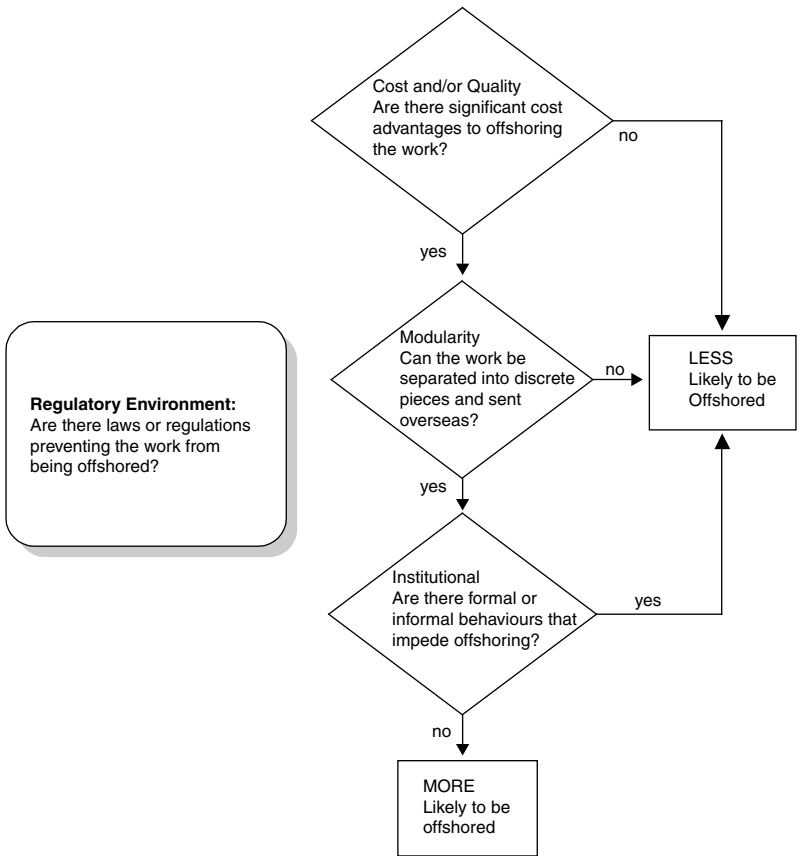 Cost and/or Quality
Are there significant cost
advantages to offshoring
the work?
no
yes
Modularity
Can the work be
separated into discrete
pieces and sent
overseas?
no
LESS
Likely to be
Offshored
Regulatory Environment:
Are there laws or regulations
preventing the work from
being offshored?
yes
Institutional
Are there formal or
informal behaviours that
impede offshoring?
yes
no
MORE
Likely to be
offshored